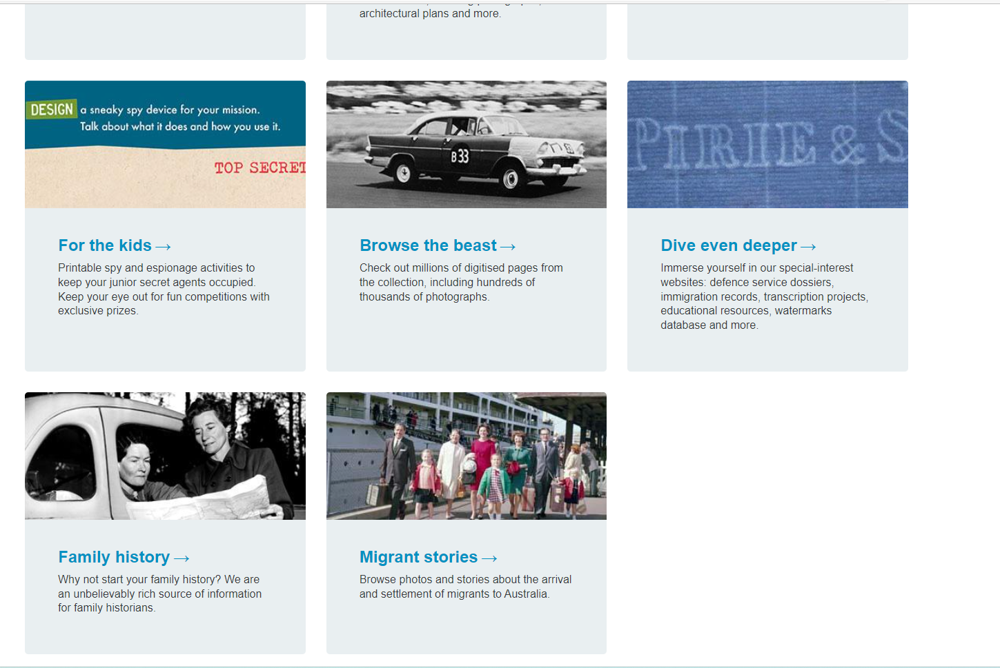 architectural plans and more.
DESIGN a sneaky spy device for your mission.
Talk about what it does and how you use it.
TOP SECRET
B 33
PIRIE & S
For the kids →
Printable spy and espionage activities to
keep your junior secret agents occupied.
Keep your eye out for fun competitions with
exclusive prizes.
Browse the beast →
Check out millions of digitised pages from
the collection, including hundreds of
thousands of photographs.
Dive even deeper →
Immerse yourself in our special-interest
websites: defence service dossiers,
immigration records, transcription projects,
educational resources, watermarks
database and more.
Family history →
Why not start your family history? We are
an unbelievably rich source of information
for family historians.
Migrant stories →
Browse photos and stories about the arrival
and settlement of migrants to Australia.